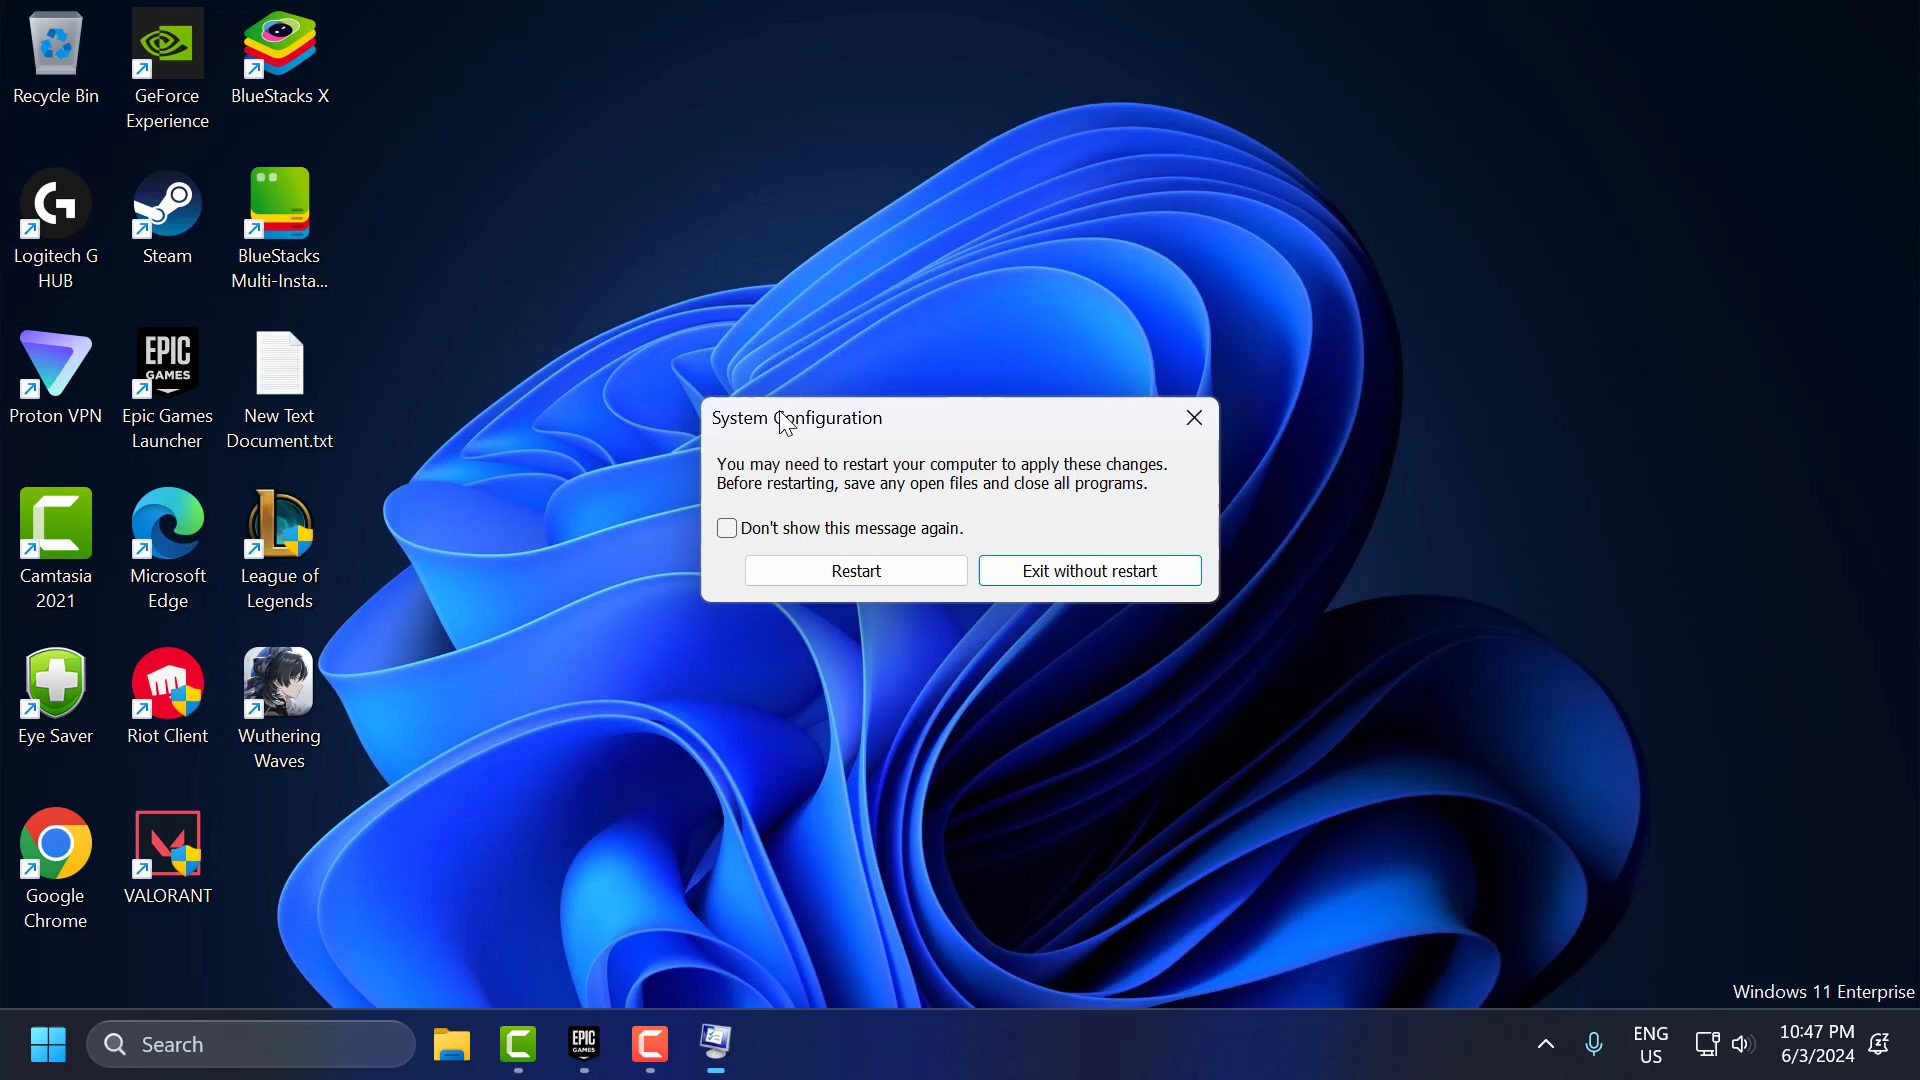 Recycle Bin
GeForce
Experience
BlueStacks X
Logitech G
HUB
Steam
BlueStacks
Multi-Insta...
Proton VPN
EPIC
GAMES
Epic Games
Launcher
New Text
Document.txt
Camtasia
2021
Microsoft
Edge
League of
Legends
Eye Saver
Riot Client
Wuthering
Waves
Google
Chrome
VALORANT
System Configuration
You may need to restart your computer to apply these changes.
Before restarting, save any open files and close all programs.
Don't show this message again.
Restart
Exit without restart
Windows 11 Enterprise
Search
EPIC
GAMES
ENG
US
10:47 PM
6/3/2024